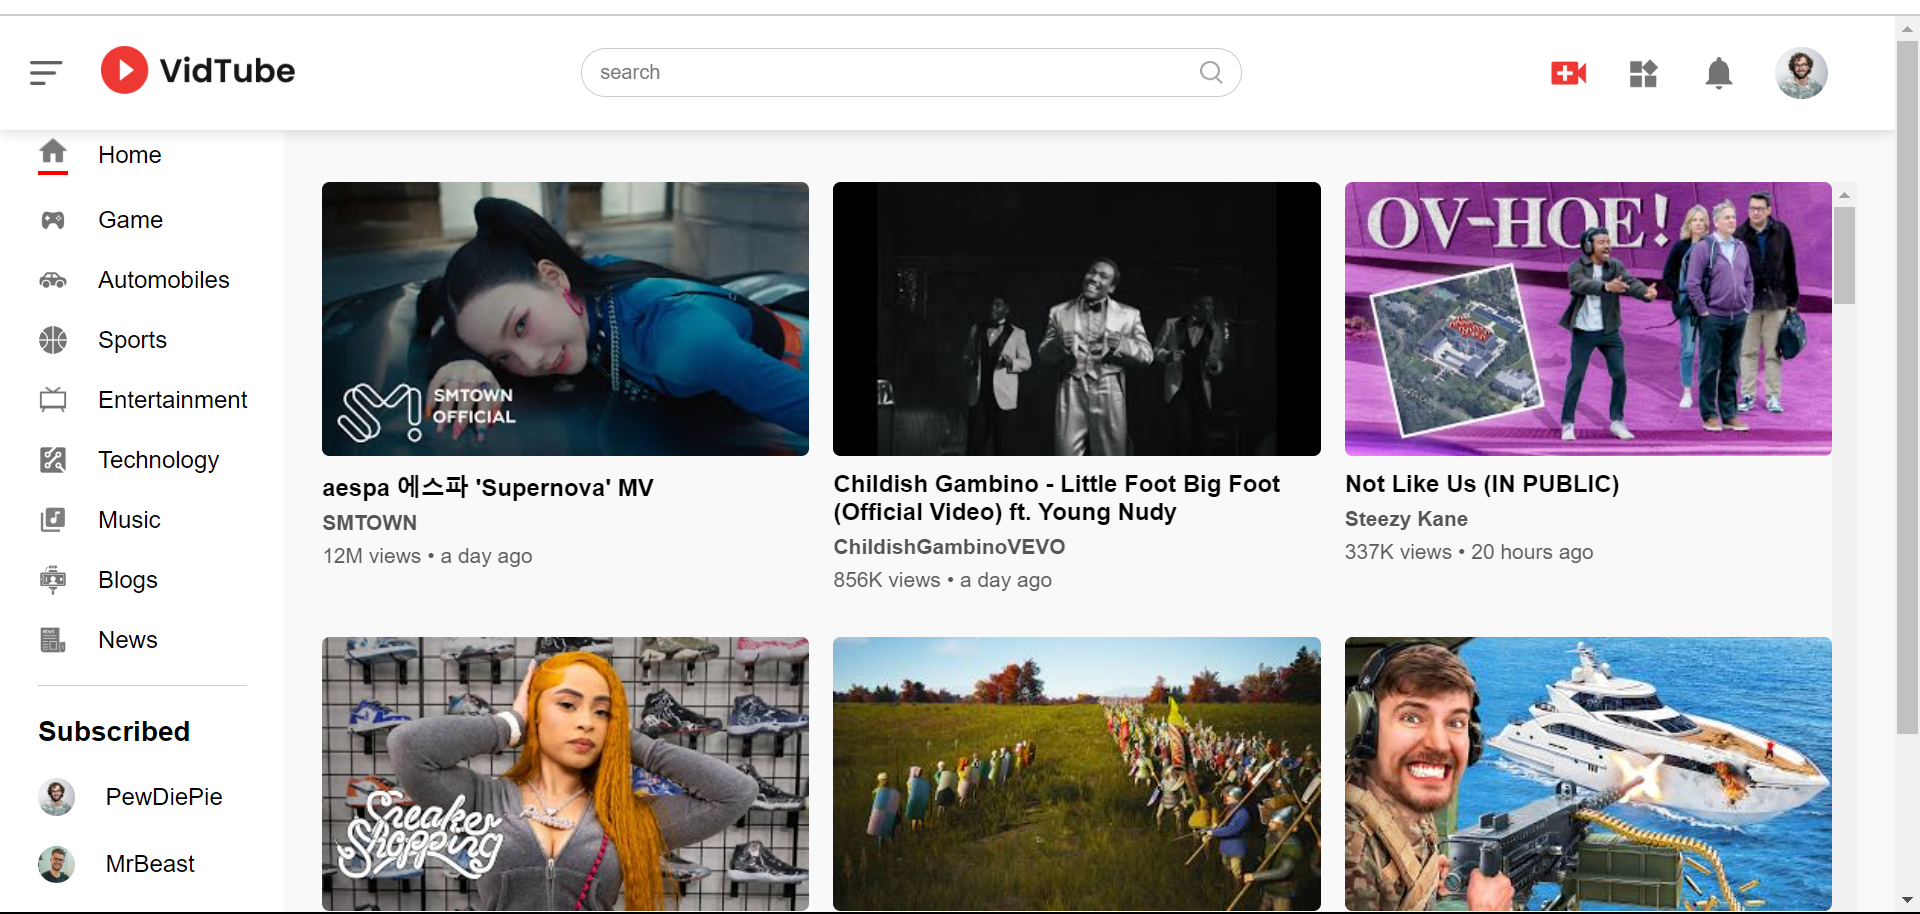 VidTube
search
Home
Game
Automobiles
Sports
Entertainment
Technology
Music
Blogs
News
Subscribed
PewDiePie
MrBeast
SMTOWN
OFFICIAL
aespa 에스파 'Supernova' MV
SMTOWN
12M views • a day ago
Childish Gambino - Little Foot Big Foot
(Official Video) ft. Young Nudy
ChildishGambinoVEVO
856K views • a day ago
OV-HOE!
Not Like Us (IN PUBLIC)
Steezy Kane
337K views • 20 hours ago
Sneaker
Shopping